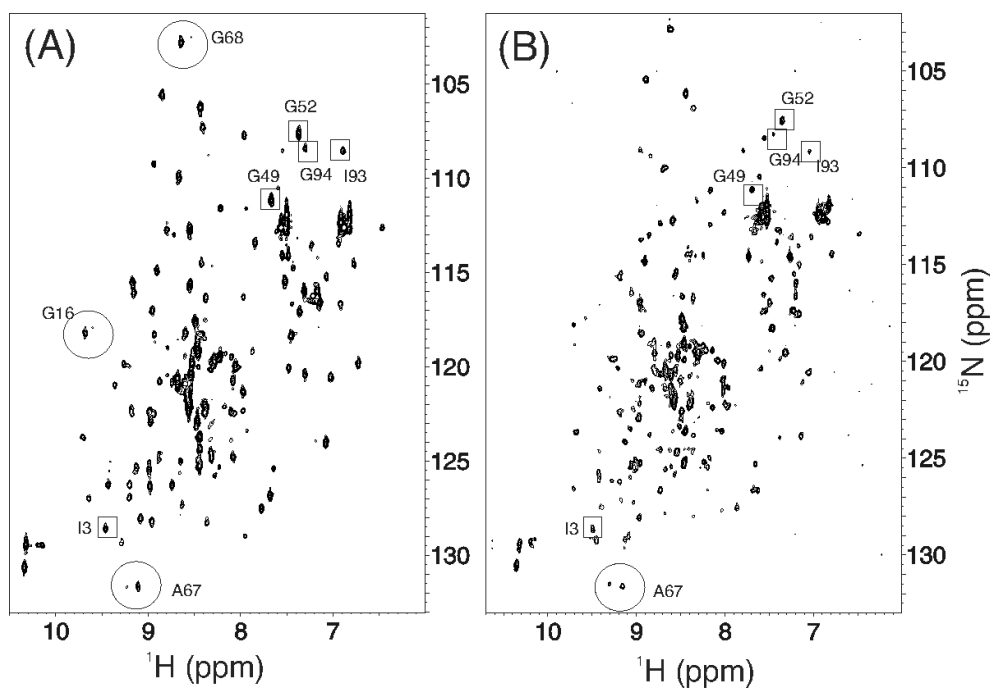 (A)
G68
G52
G94
I93
G49
G16
I3
A67
105
110
115
120
125
130
10
9
8
7
¹H (ppm)
(B)
G52
G94
I93
G49
I3
A67
105
110
115
120
125
130
¹⁵N (ppm)
10
9
8
7
¹H (ppm)